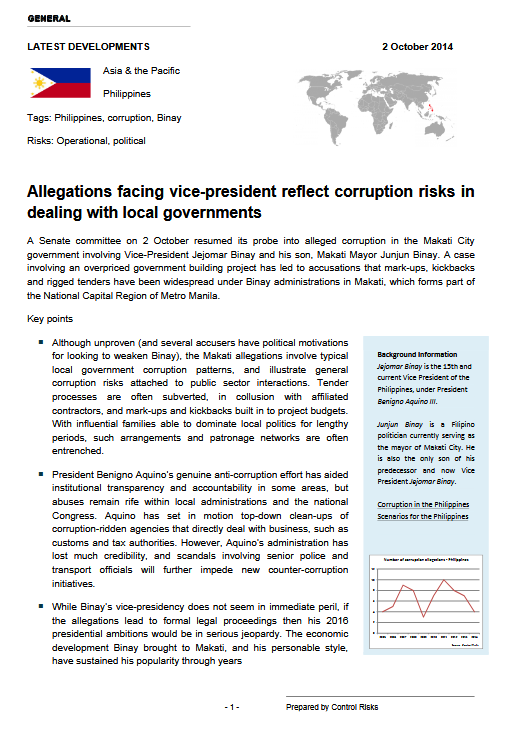 GENERAL
LATEST DEVELOPMENTS
2 October 2014
Asia & the Pacific
Philippines
Tags: Philippines, corruption, Binay
Risks: Operational, political
Allegations facing vice-president reflect corruption risks in
dealing with local governments
A Senate committee on 2 October resumed its probe into alleged corruption in the Makati City
government involving Vice-President Jejomar Binay and his son, Makati Mayor Junjun Binay. A case
involving an overpriced government building project has led to accusations that mark-ups, kickbacks
and rigged tenders have been widespread under Binay administrations in Makati, which forms part of
the National Capital Region of Metro Manila.
Key points
Although unproven (and several accusers have political motivations
for looking to weaken Binay), the Makati allegations involve typical
local government corruption patterns, and illustrate general
corruption risks attached to public sector interactions. Tender
processes are often subverted, in collusion with affiliated
contractors, and mark-ups and kickbacks built in to project budgets.
With influential families able to dominate local politics for lengthy
periods, such arrangements and patronage networks are often
entrenched.
President Benigno Aquino's genuine anti-corruption effort has aided
institutional transparency and accountability in some areas, but
abuses remain rife within local administrations and the national
Congress. Aquino has set in motion top-down clean-ups of
corruption-ridden agencies that directly deal with business, such as
customs and tax authorities. However, Aquino's administration has
lost much credibility, and scandals involving senior police and
transport officials will further impede new counter-corruption
initiatives.
While Binay's vice-presidency does not seem in immediate peril, if
the allegations lead to formal legal proceedings then his 2016
presidential ambitions would be in serious jeopardy. The economic
development Binay brought to Makati, and his personable style,
have sustained his popularity through years
Background Information
Jejomar Binay is the 15th and
current Vice President of the
Philippines, under President
Benigno Aquino III.
Junjun Binay is a Filipino
politician currently serving as
the mayor of Makati City. He
is also the only son of his
predecessor and now Vice
President Jejomar Binay.
Corruption in the Philippines
Scenarios for the Philippines
Number of corruption allegations - Philippines
- 1 -
Prepared by Control Risks